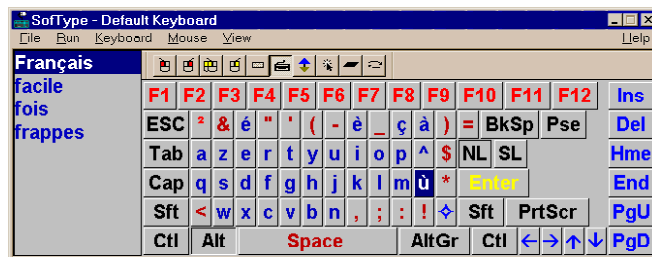 SofType - Default Keyboard
File Run Keyboard Mouse View Help
Français
facile
fois
frappes
F1 F2 F3 F4 F5 F6 F7 F8 F9 F10 F11 F12 Ins
ESC ² & é " ' ( - è _ ç à ) = BkSp Pse Del
Tab a z e r t y u i o p ^ $ NL SL Hme
Cap q s d f g h j k l m ù * Enter End
Sft < w x c v b n , ; : ! Sft PrtScr PgU
Ctl Alt Space AltGr Ctl ← → ↑ ↓ PgD